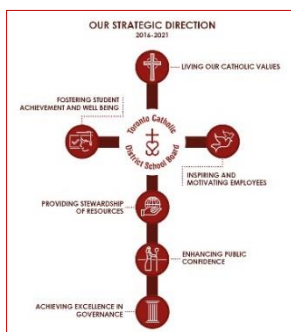 OUR STRATEGIC DIRECTION
2016-2021
LIVING OUR CATHOLIC VALUES
FOSTERING STUDENT
ACHIEVEMENT AND WELL BEING
Toronto Catholic
District School Board
INSPIRING AND
MOTIVATING EMPLOYEES
PROVIDING STEWARDSHIP
OF RESOURCES
ENHANCING PUBLIC
CONFIDENCE
ACHIEVING EXCELLENCE IN
GOVERNANCE